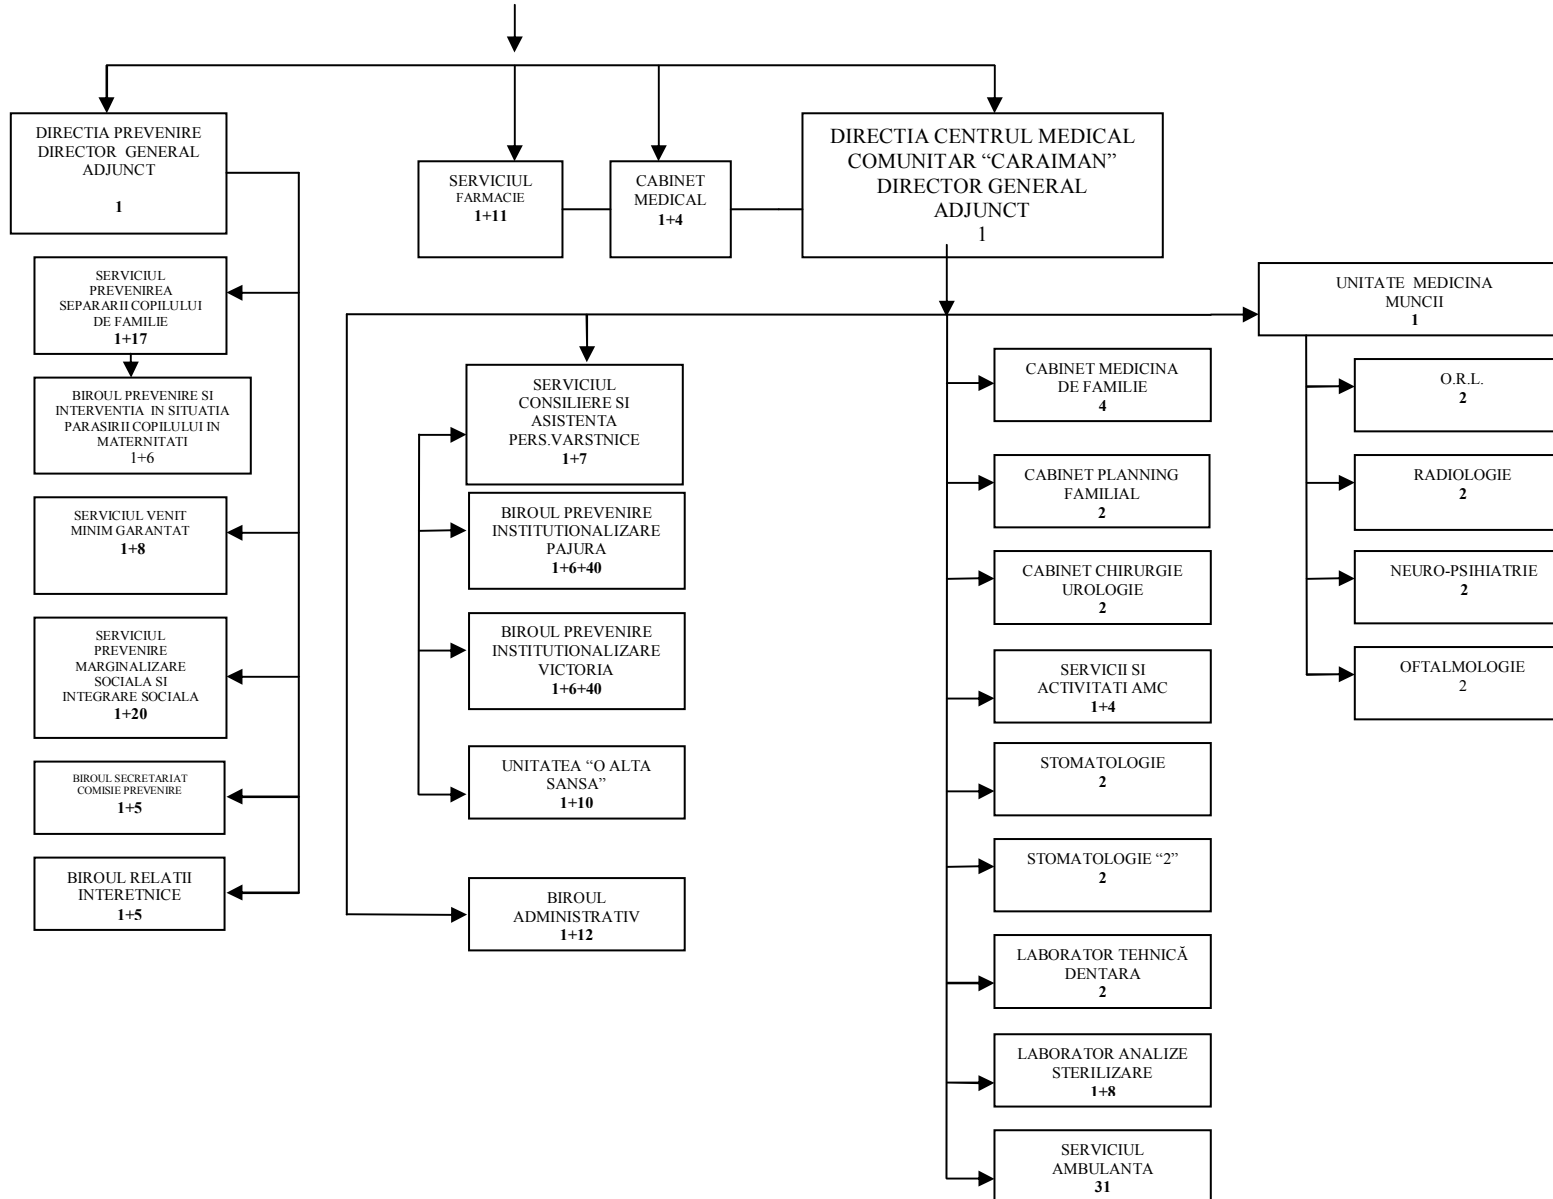 DIRECTIA PREVENIRE
DIRECTOR GENERAL
ADJUNCT
1
SERVICIUL
FARMACIE
1+11
CABINET
MEDICAL
1+4
DIRECTIA CENTRUL MEDICAL
COMUNITAR “CARAIMAN”
DIRECTOR GENERAL
ADJUNCT
1
SERVICIUL
PREVENIREA
SEPARARII COPILULUI
DE FAMILIE
1+17
BIROUL PREVENIRE SI
INTERVENTIA IN SITUATIA
PARASIRII COPILULUI IN
MATERNITATI
1+6
SERVICIUL VENIT
MINIM GARANTAT
1+8
SERVICIUL
PREVENIRE
MARGINALIZARE
SOCIALA SI
INTEGRARE SOCIALA
1+20
BIROUL SECRETARIAT
COMISIE PREVENIRE
1+5
BIROUL RELATII
INTERETNICE
1+5
SERVICIUL
CONSILIERE SI
ASISTENTA
PERS.VARSTNICE
1+7
BIROUL PREVENIRE
INSTITUTIONALIZARE
PAJURA
1+6+40
BIROUL PREVENIRE
INSTITUTIONALIZARE
VICTORIA
1+6+40
UNITATEA “O ALTA
SANSA”
1+10
BIROUL
ADMINISTRATIV
1+12
CABINET MEDICINA
DE FAMILIE
4
CABINET PLANNING
FAMILIAL
2
CABINET CHIRURGIE
UROLOGIE
2
SERVICII SI
ACTIVITATI AMC
1+4
STOMATOLOGIE
2
STOMATOLOGIE “2”
2
LABORATOR TEHNICĂ
DENTARA
2
LABORATOR ANALIZE
STERILIZARE
1+8
SERVICIUL
AMBULANTA
31
UNITATE MEDICINA
MUNCII
1
O.R.L.
2
RADIOLOGIE
2
NEURO-PSIHIATRIE
2
OFTALMOLOGIE
2